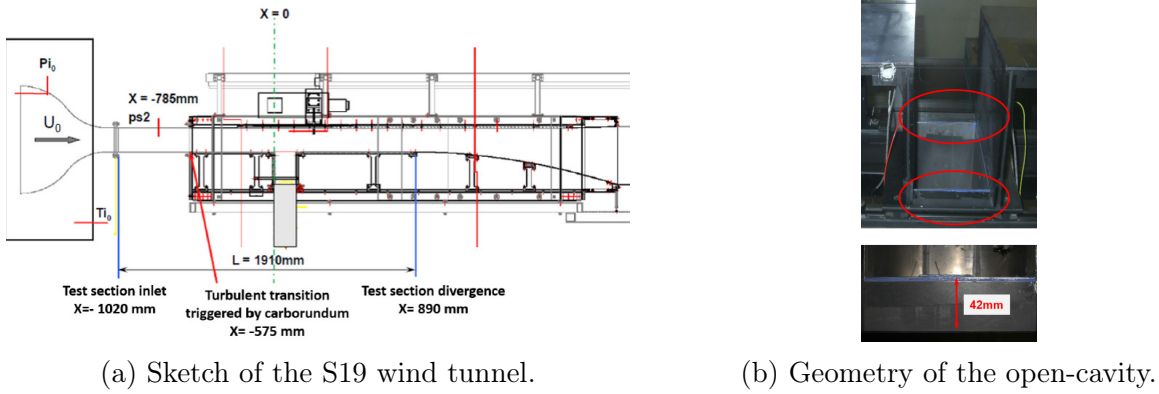 X = 0
Pi₀
X = -785mm
ps2
U₀
Ti₀
L = 1910mm
Test section inlet
X=- 1020 mm
Turbulent transition
triggered by carborundum
X= -575 mm
Test section divergence
X= 890 mm
42mm
(a) Sketch of the S19 wind tunnel.
(b) Geometry of the open-cavity.